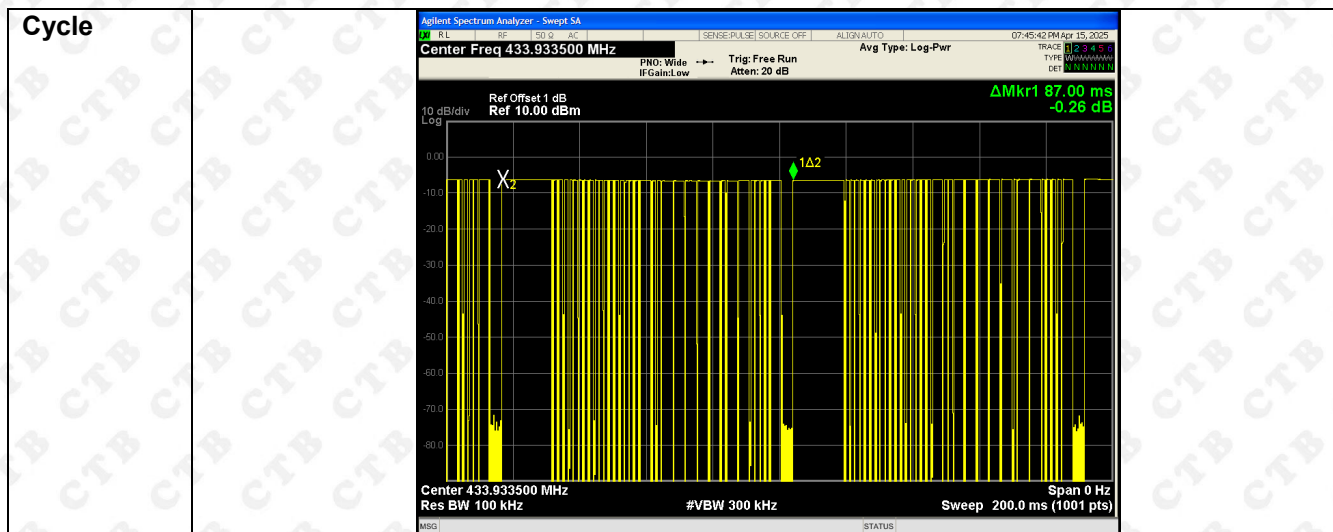 Cycle
Agilent Spectrum Analyzer - Swept SA
LXI RL RF 50 Ω AC SENSE:PULSE SOURCE OFF ALIGN AUTO 07:45:42 PM Apr 15, 2025
Center Freq 433.933500 MHz
PNO: Wide
IFGain:Low
Trig: Free Run
Atten: 20 dB
Avg Type: Log-Pwr
TRACE 1 2 3 4 5 6
TYPE W
DET N N N N N N
ΔMkr1 87.00 ms
-0.26 dB
Ref Offset 1 dB
10 dB/div Ref 10.00 dBm
Log
0.00
-10.0
-20.0
-30.0
-40.0
-50.0
-60.0
-70.0
-80.0
X2
1Δ2
Center 433.933500 MHz Span 0 Hz
Res BW 100 kHz #VBW 300 kHz Sweep 200.0 ms (1001 pts)
MSG STATUS
CTB